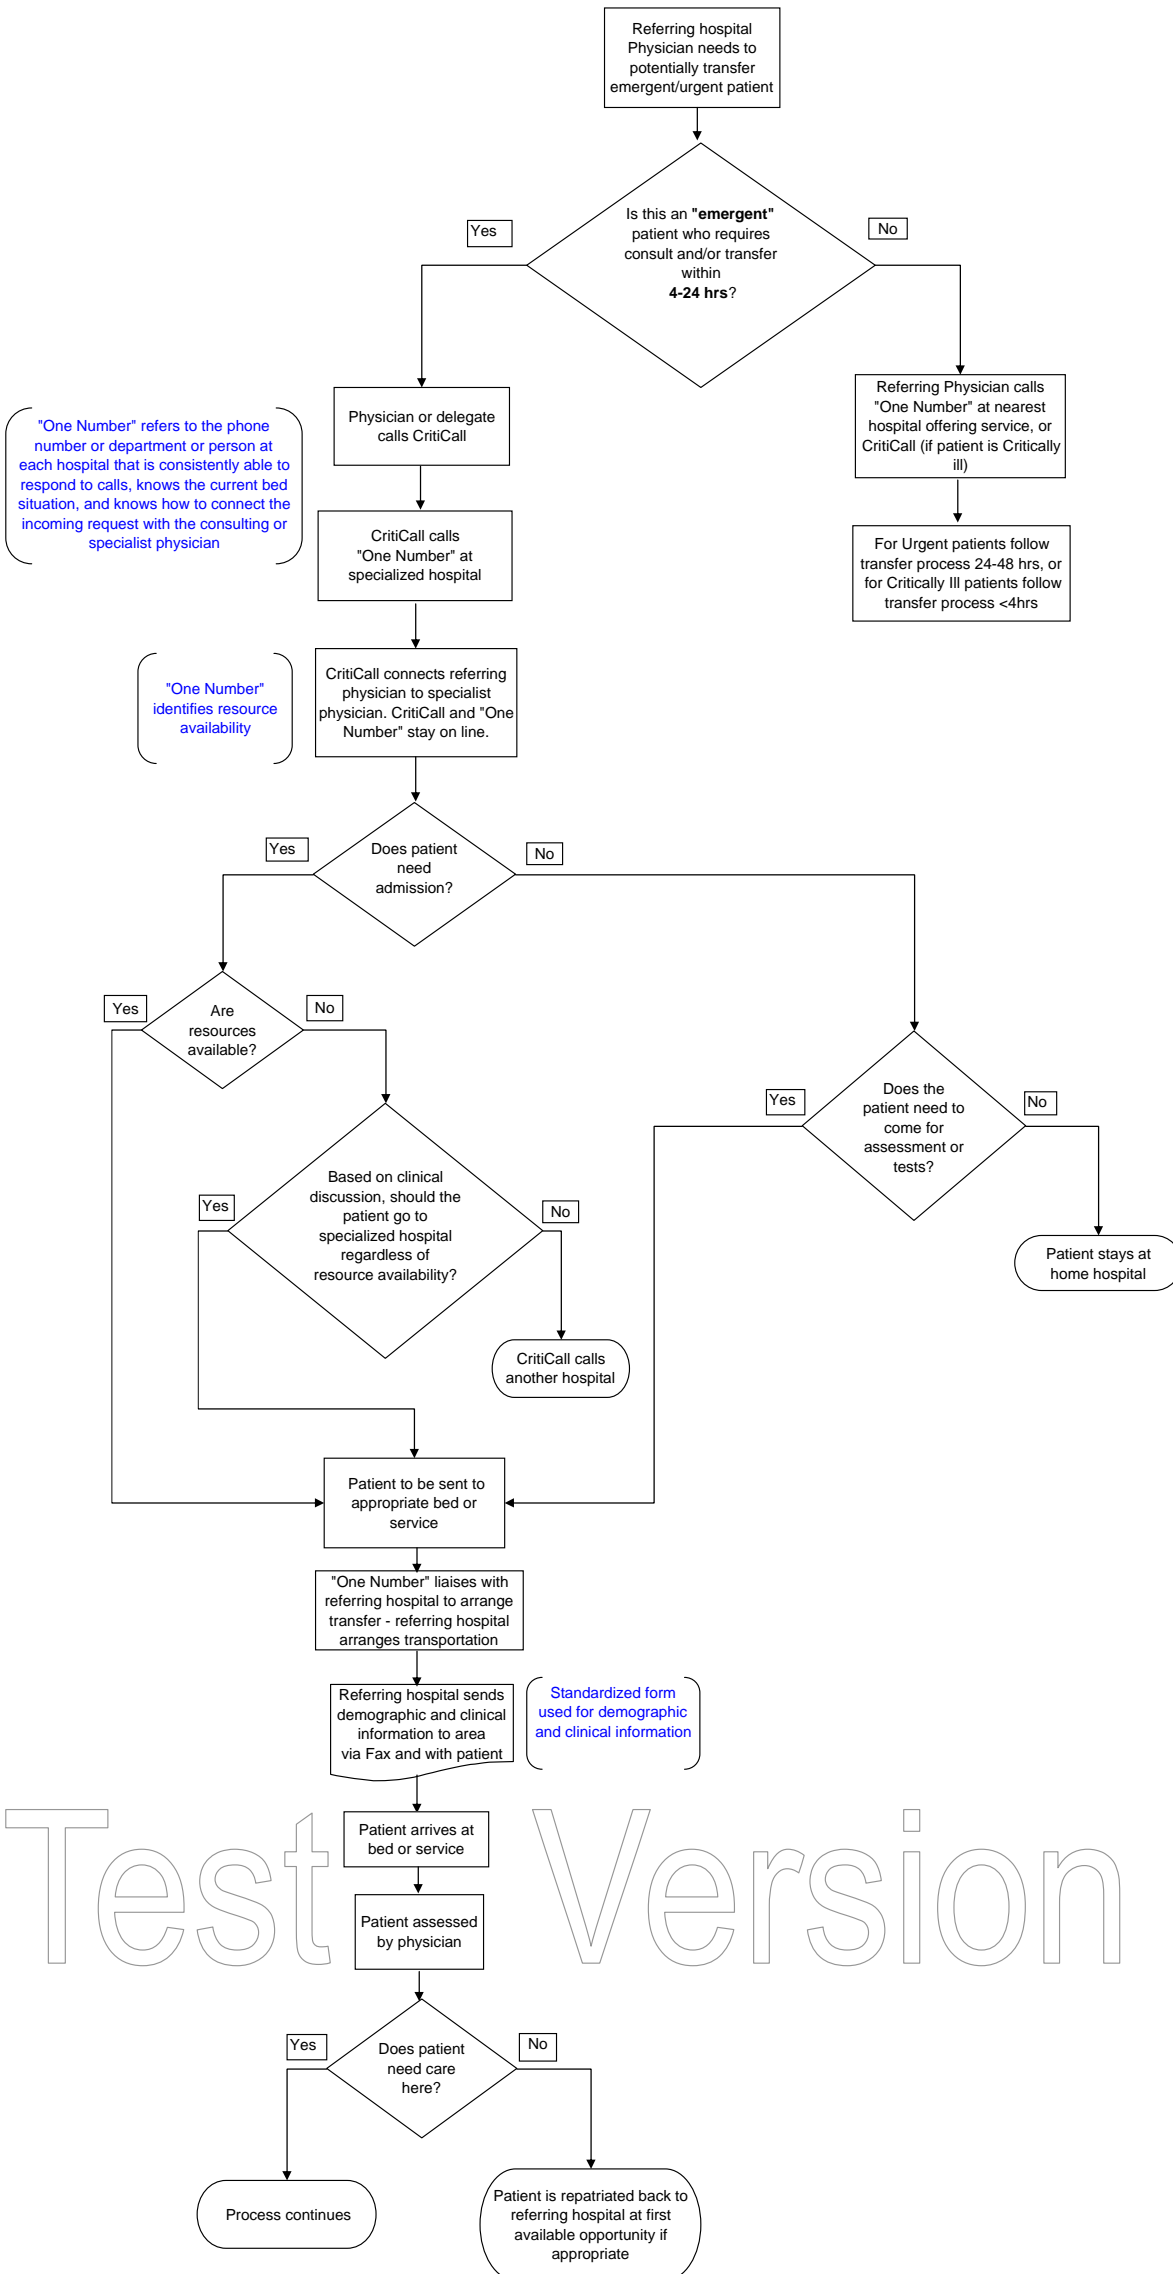 Referring hospital
Physician needs to
potentially transfer
emergent/urgent patient
Is this an "emergent"
patient who requires
consult and/or transfer
within
4-24 hrs?
Yes
No
Physician or delegate
calls CritiCall
Referring Physician calls
"One Number" at nearest
hospital offering service, or
CritiCall (if patient is Critically
ill)
"One Number" refers to the phone
number or department or person at
each hospital that is consistently able to
respond to calls, knows the current bed
situation, and knows how to connect the
incoming request with the consulting or
specialist physician
CritiCall calls
"One Number" at
specialized hospital
For Urgent patients follow
transfer process 24-48 hrs, or
for Critically Ill patients follow
transfer process <4hrs
"One Number"
identifies resource
availability
CritiCall connects referring
physician to specialist
physician. CritiCall and "One
Number" stay on line.
Yes
Does patient
need
admission?
No
Yes
Are
resources
available?
No
Yes
Does the
patient need to
come for
assessment or
tests?
No
Yes
Based on clinical
discussion, should the
patient go to
specialized hospital
regardless of
resource availability?
No
Patient stays at
home hospital
CritiCall calls
another hospital
Patient to be sent to
appropriate bed or
service
"One Number" liaises with
referring hospital to arrange
transfer - referring hospital
arranges transportation
Referring hospital sends
demographic and clinical
information to area
via Fax and with patient
Standardized form
used for demographic
and clinical information
Patient arrives at
bed or service
Test Version
Patient assessed
by physician
Yes
Does patient
need care
here?
No
Process continues
Patient is repatriated back to
referring hospital at first
available opportunity if
appropriate